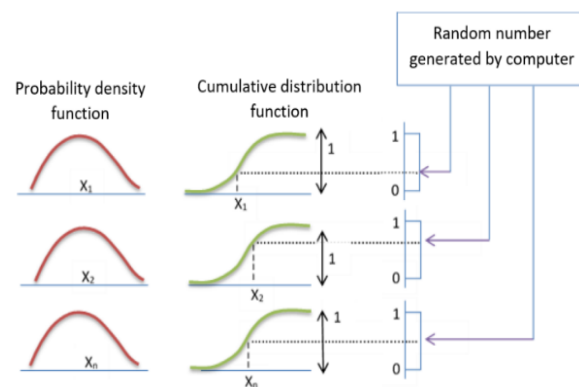 Random number
generated by computer
Probability density
function
Cumulative distribution
function
1
1
0
X1
X1
1
1
0
X2
X2
1
1
0
Xn
Xn